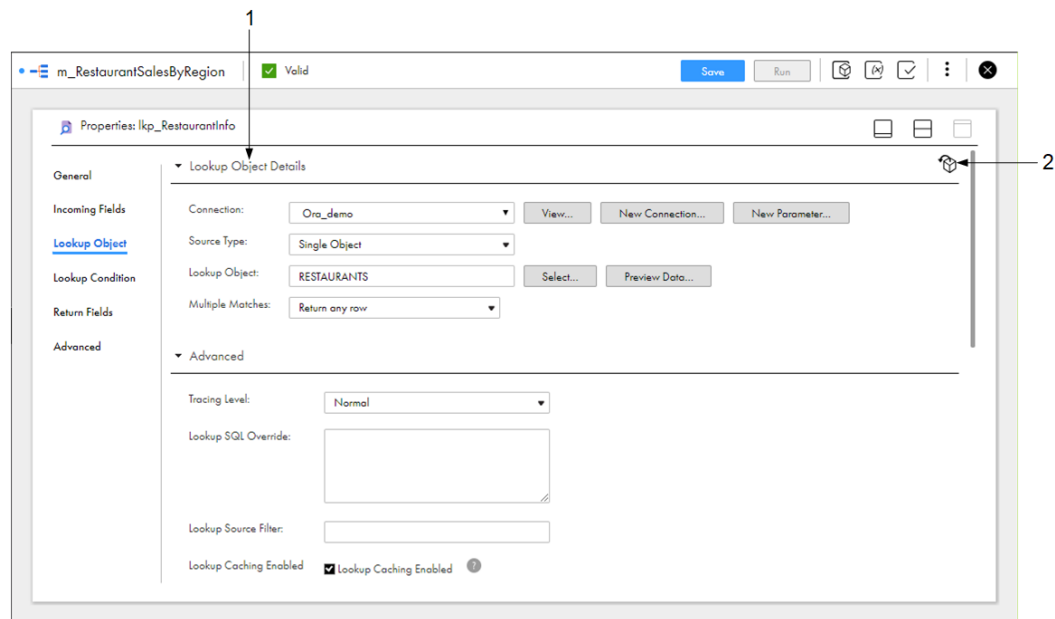 1
m_RestaurantSalesByRegion Valid Save Run
Properties: lkp_RestaurantInfo
General
Incoming Fields
Lookup Object
Lookup Condition
Return Fields
Advanced
Lookup Object Details
2
Connection: Ora_demo View... New Connection... New Parameter...
Source Type: Single Object
Lookup Object: RESTAURANTS Select... Preview Data...
Multiple Matches: Return any row
Advanced
Tracing Level: Normal
Lookup SQL Override:
Lookup Source Filter:
Lookup Caching Enabled Lookup Caching Enabled ?